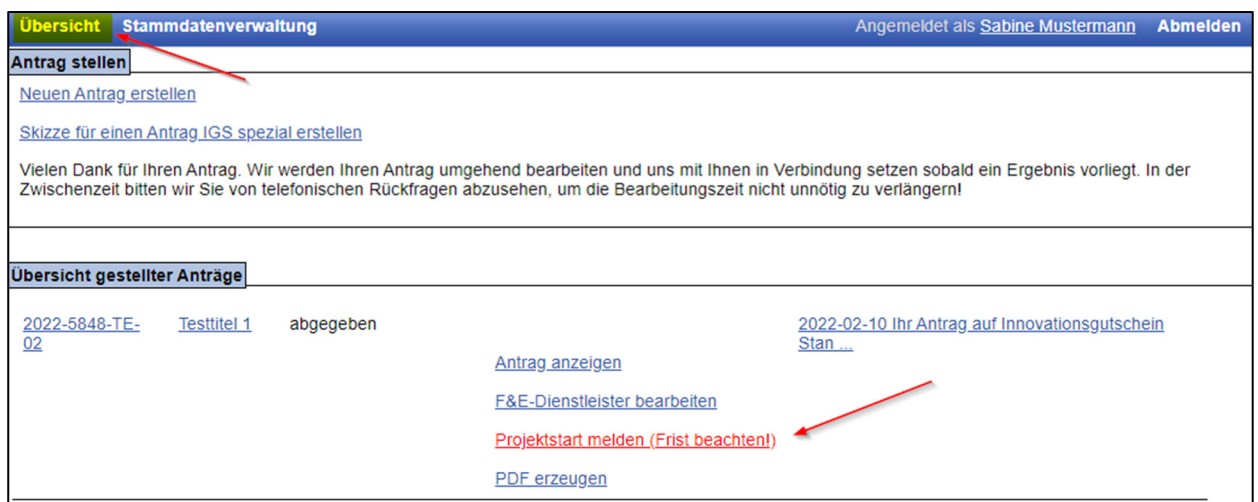 Übersicht Stammdatenverwaltung Angemeldet als Sabine Mustermann Abmelden
Antrag stellen
Neuen Antrag erstellen
Skizze für einen Antrag IGS spezial erstellen
Vielen Dank für Ihren Antrag. Wir werden Ihren Antrag umgehend bearbeiten und uns mit Ihnen in Verbindung setzen sobald ein Ergebnis vorliegt. In der
Zwischenzeit bitten wir Sie von telefonischen Rückfragen abzusehen, um die Bearbeitungszeit nicht unnötig zu verlängern!
Übersicht gestellter Anträge
2022-5848-TE- Testtitel 1 abgegeben 2022-02-10 Ihr Antrag auf Innovationsgutschein
02 Stan ...
Antrag anzeigen
F&E-Dienstleister bearbeiten
Projektstart melden (Frist beachten!)
PDF erzeugen